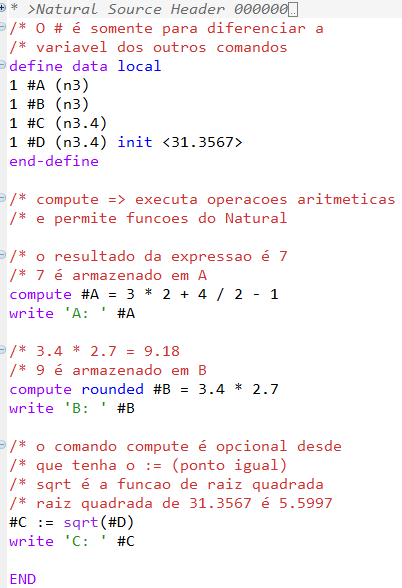 * >Natural Source Header 000000
/* O # é somente para diferenciar a
/* variavel dos outros comandos
define data local
1 #A (n3)
1 #B (n3)
1 #C (n3.4)
1 #D (n3.4) init <31.3567>
end-define
/* compute => executa operacoes aritmeticas
/* e permite funcoes do Natural
/* o resultado da expressao é 7
/* 7 é armazenado em A
compute #A = 3 * 2 + 4 / 2 - 1
write 'A: ' #A
/* 3.4 * 2.7 = 9.18
/* 9 é armazenado em B
compute rounded #B = 3.4 * 2.7
write 'B: ' #B
/* o comando compute é opcional desde
/* que tenha o := (ponto igual)
/* sqrt é a funcao de raiz quadrada
/* raiz quadrada de 31.3567 é 5.5997
#C := sqrt(#D)
write 'C: ' #C
END